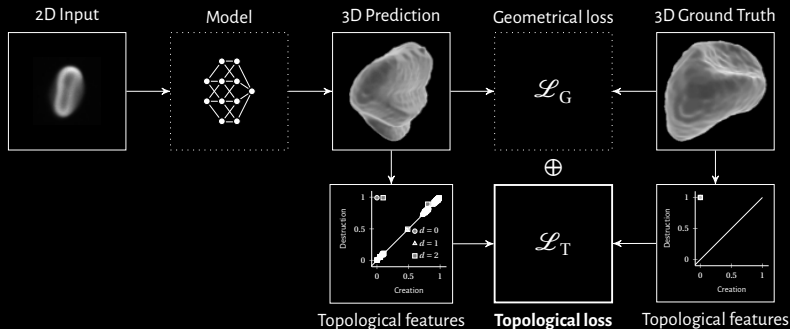 2D Input
Model
3D Prediction
Geometrical loss
3D Ground Truth
ℒG
⊕
Destruction
1
0.5
0
d = 0
d = 1
d = 2
0
0.5
1
Creation
ℒT
Destruction
1
0.5
0
0
0.5
1
Creation
Topological features
Topological loss
Topological features